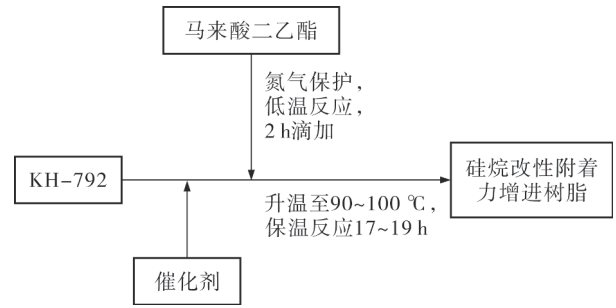 马来酸二乙酯
氮气保护，
低温反应，
2 h滴加
KH-792
硅烷改性附着
力增进树脂
升温至90~100 ℃，
保温反应17~19 h
催化剂